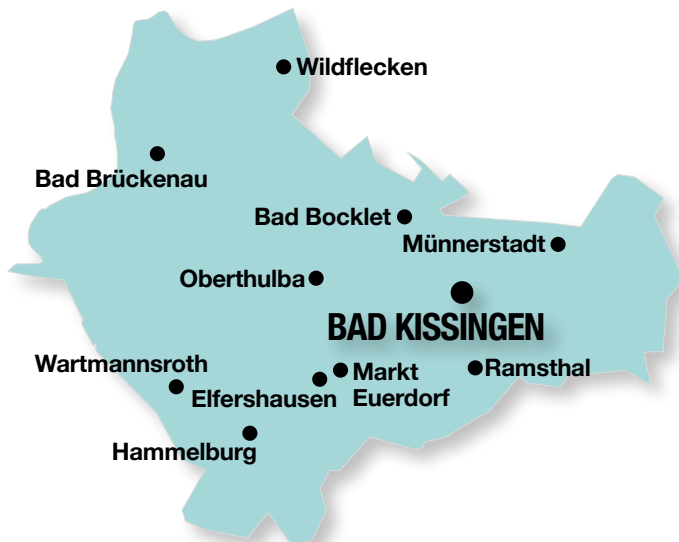 Wildflecken
Bad Brückenau
Bad Bocklet
Münnerstadt
Oberthulba
BAD KISSINGEN
Wartmannsroth
Markt
Euerdorf
Ramsthal
Elfershausen
Hammelburg